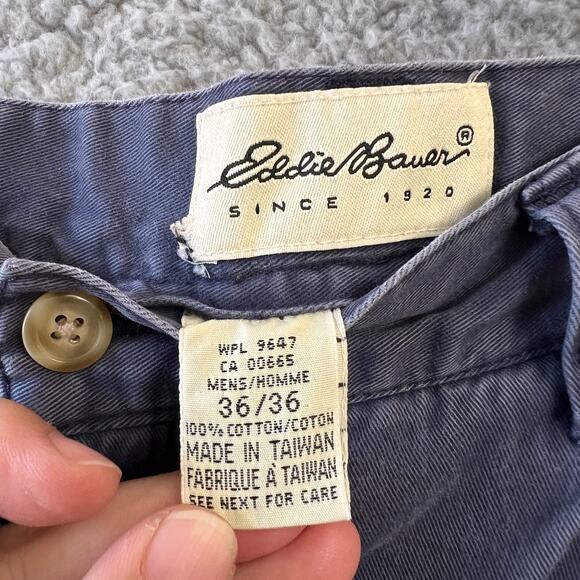 Eddie Bauer®
SINCE 1920
WPL 9647
CA 00665
MENS/HOMME
36/36
100% COTTON/COTON
MADE IN TAIWAN
FABRIQUE À TAIWAN
SEE NEXT FOR CARE